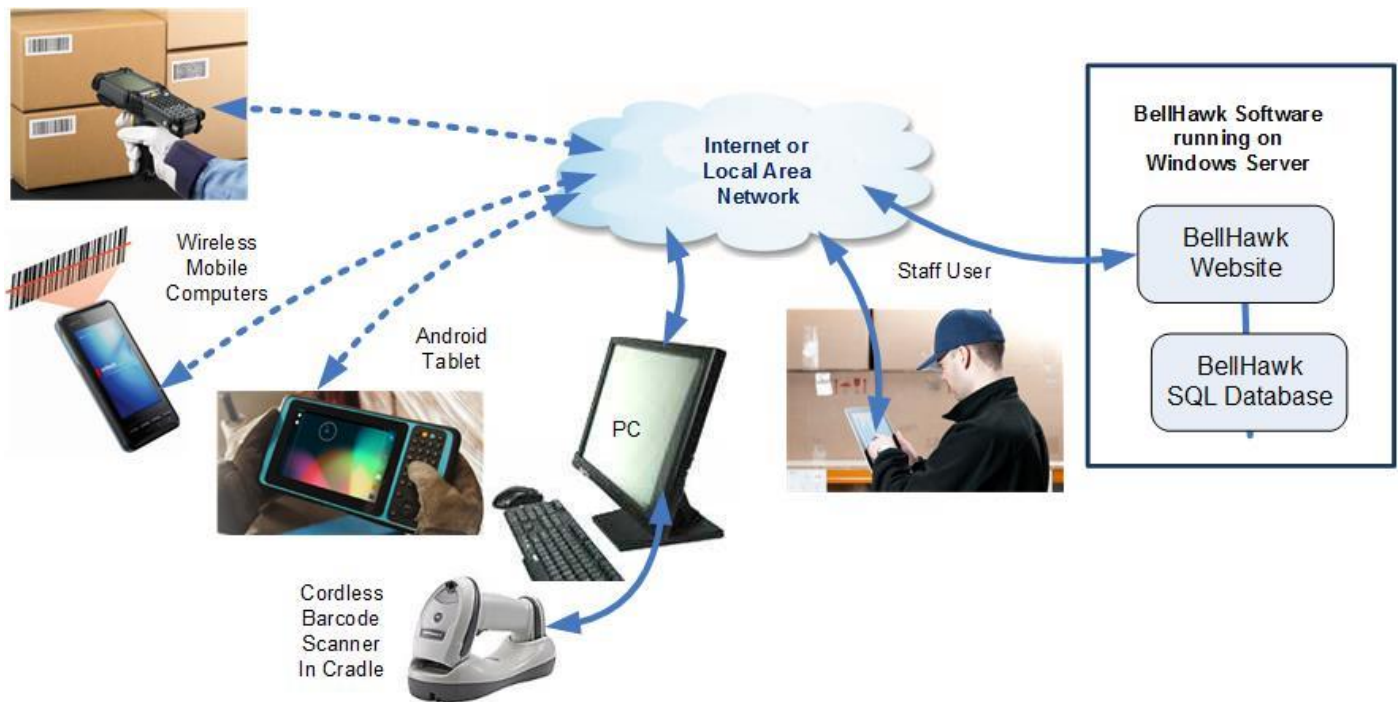 Internet or
Local Area
Network
BellHawk Software
running on
Windows Server
BellHawk
Website
BellHawk
SQL Database
Wireless
Mobile
Computers
Staff User
Android
Tablet
PC
Cordless
Barcode
Scanner
In Cradle